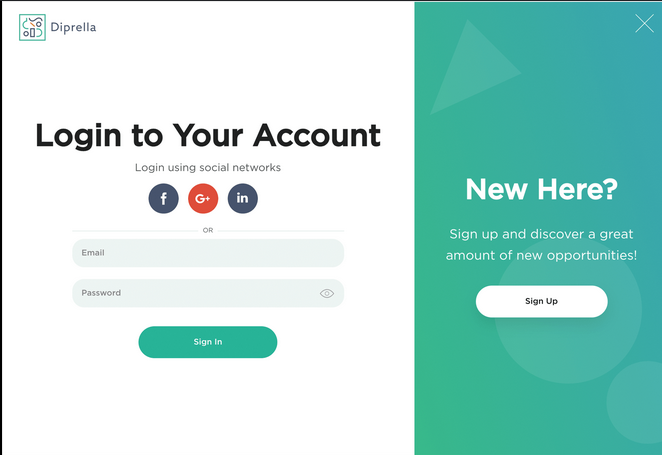 Diprella
Login to Your Account
Login using social networks
f
G+
in
OR
Email
Password
Sign In
New Here?
Sign up and discover a great
amount of new opportunities!
Sign Up